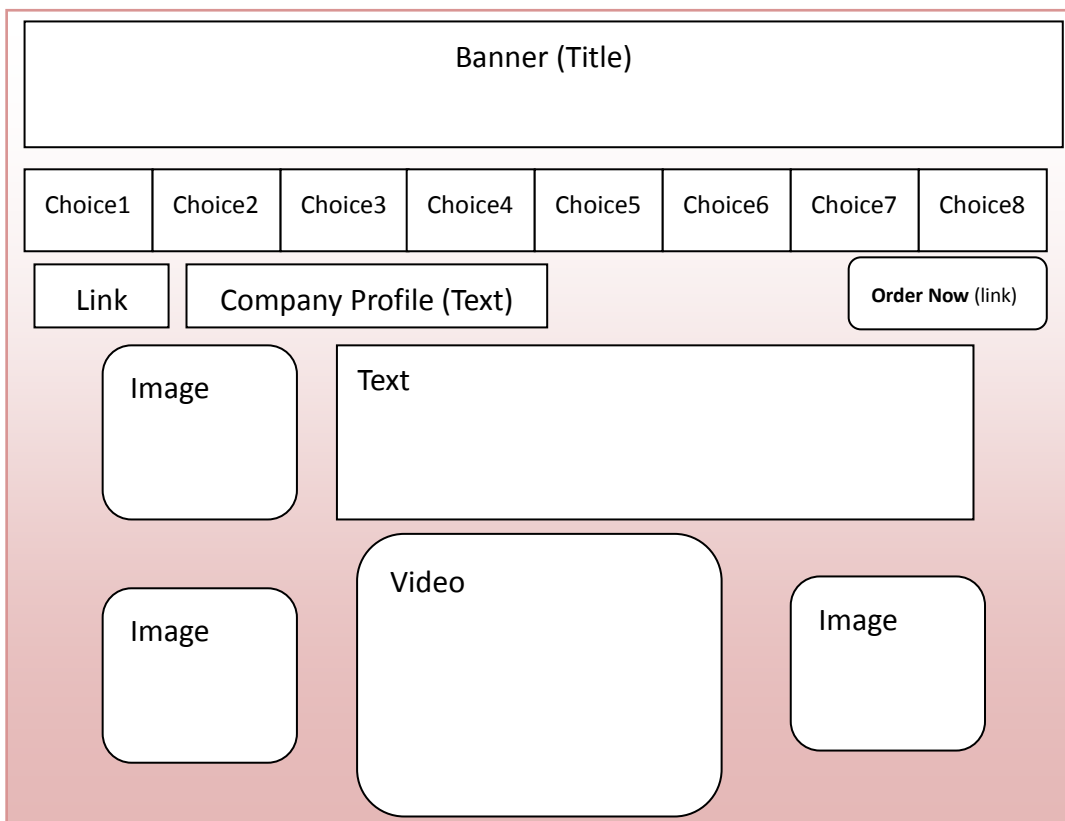 Banner (Title)
Choice1 Choice2 Choice3 Choice4 Choice5 Choice6 Choice7 Choice8
Link Company Profile (Text) Order Now (link)
Image Text
Video
Image Image